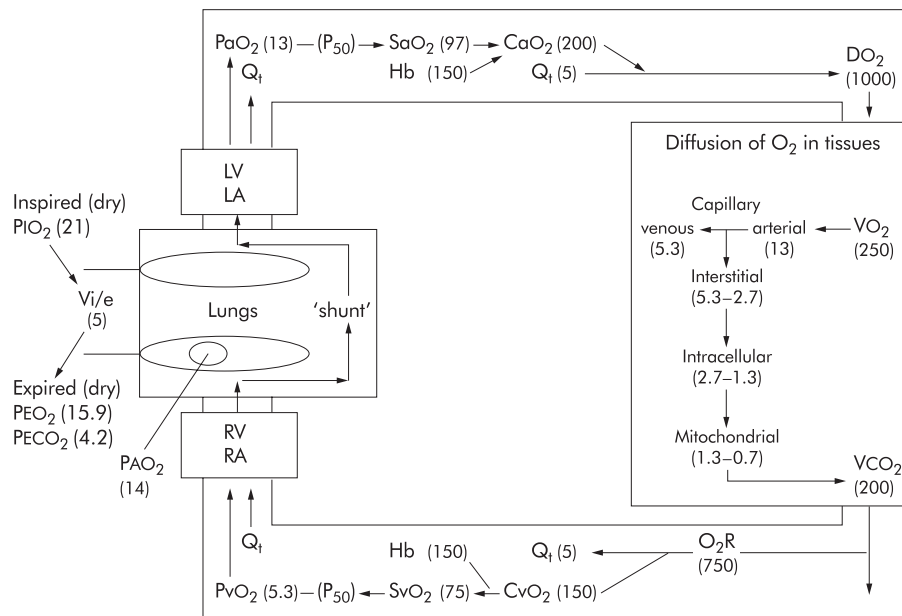 PaO₂ (13) —(P₅₀) SaO₂ (97) CaO₂ (200)
Qₜ Hb (150) Qₜ (5)
DO₂
(1000)
Diffusion of O₂ in tissues
LV
LA
Inspired (dry)
PIO₂ (21)
Capillary
venous
(5.3)
arterial
(13)
VO₂
(250)
Interstitial
(5.3–2.7)
Vi/e
(5)
Lungs
‘shunt’
Intracellular
(2.7–1.3)
Expired (dry)
PEO₂ (15.9)
PECO₂ (4.2)
RV
RA
PAO₂
(14)
Mitochondrial
(1.3–0.7)
VCO₂
(200)
Qₜ Hb (150) Qₜ (5)
O₂R
(750)
PvO₂ (5.3)—(P₅₀) SvO₂ (75) CvO₂ (150)